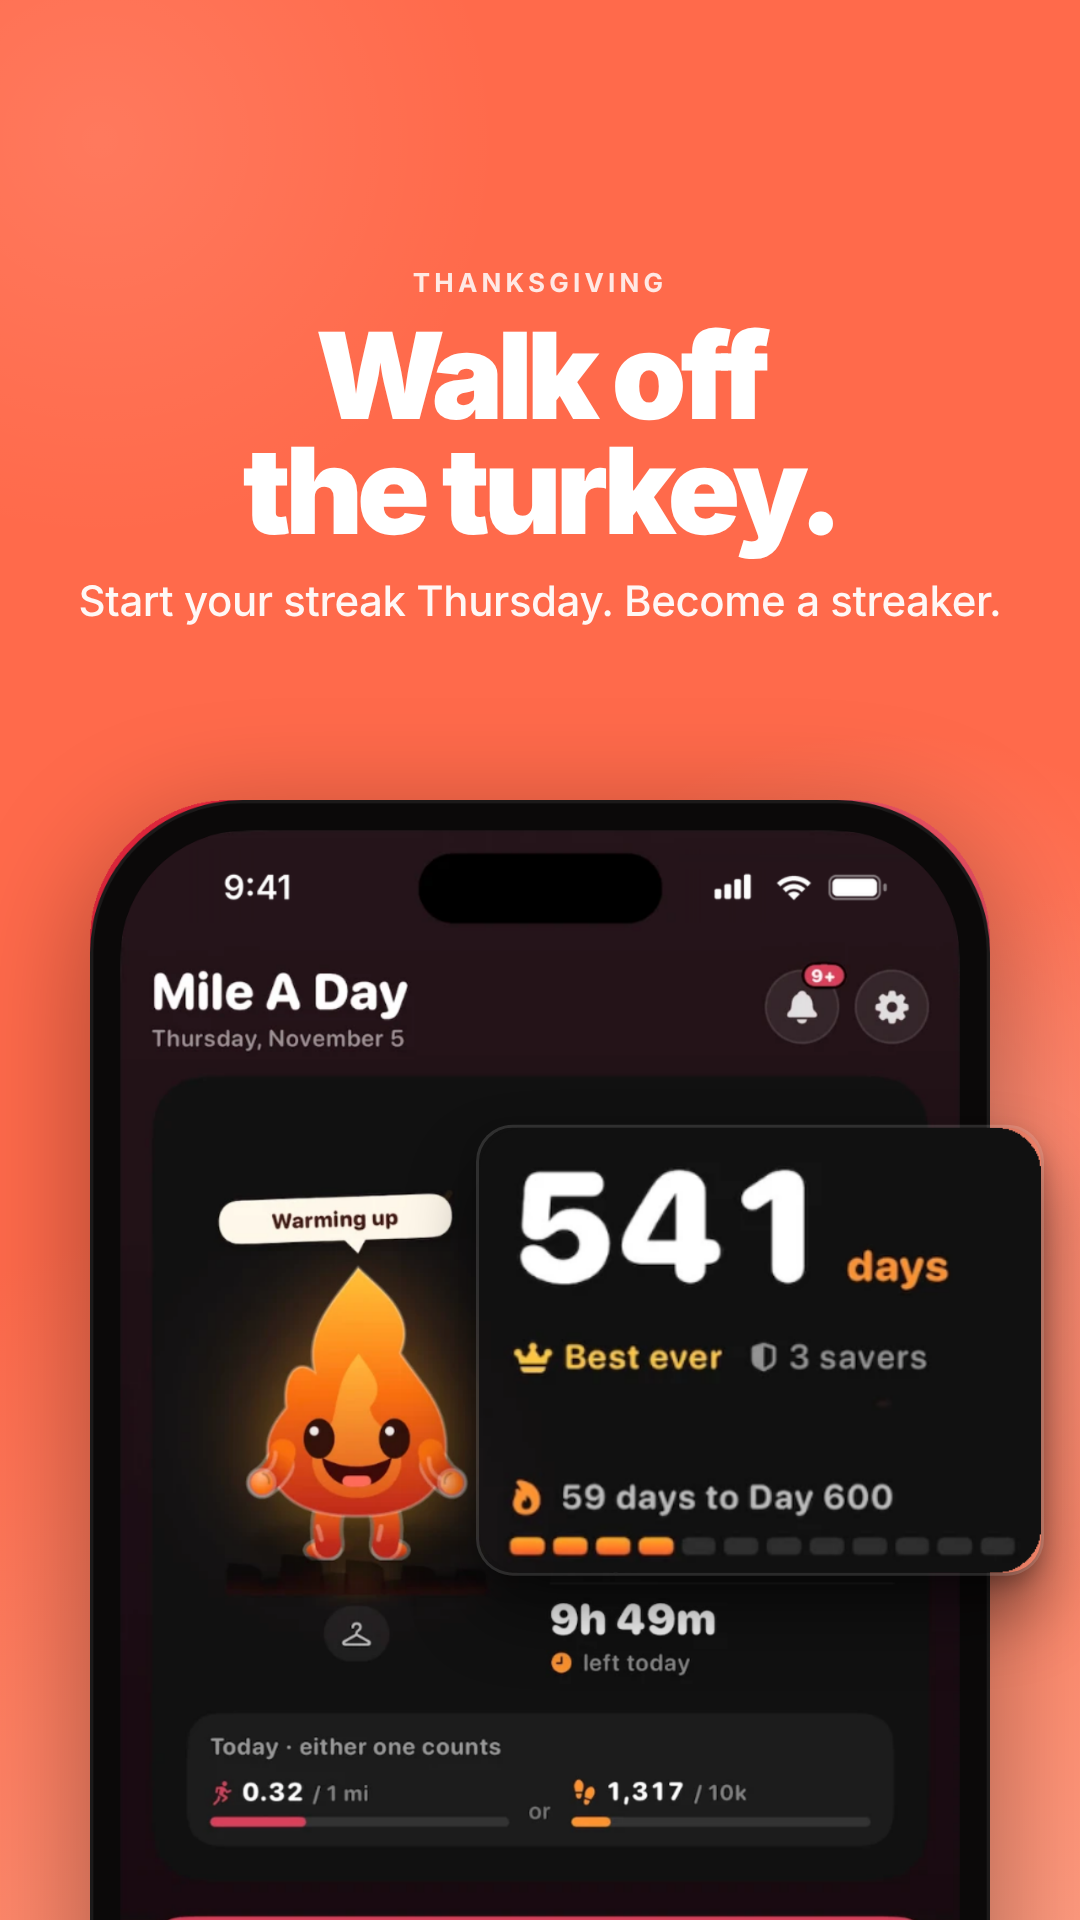 THANKSGIVING
Walk off
the turkey.
Start your streak Thursday. Become a streaker.
9:41
Mile A Day
9+
Thursday, November 5
541 days
Warming up
Best ever 3 savers
59 days to Day 600
9h 49m
left today
Today · either one counts
0.32 / 1 mi or 1,317 / 10k